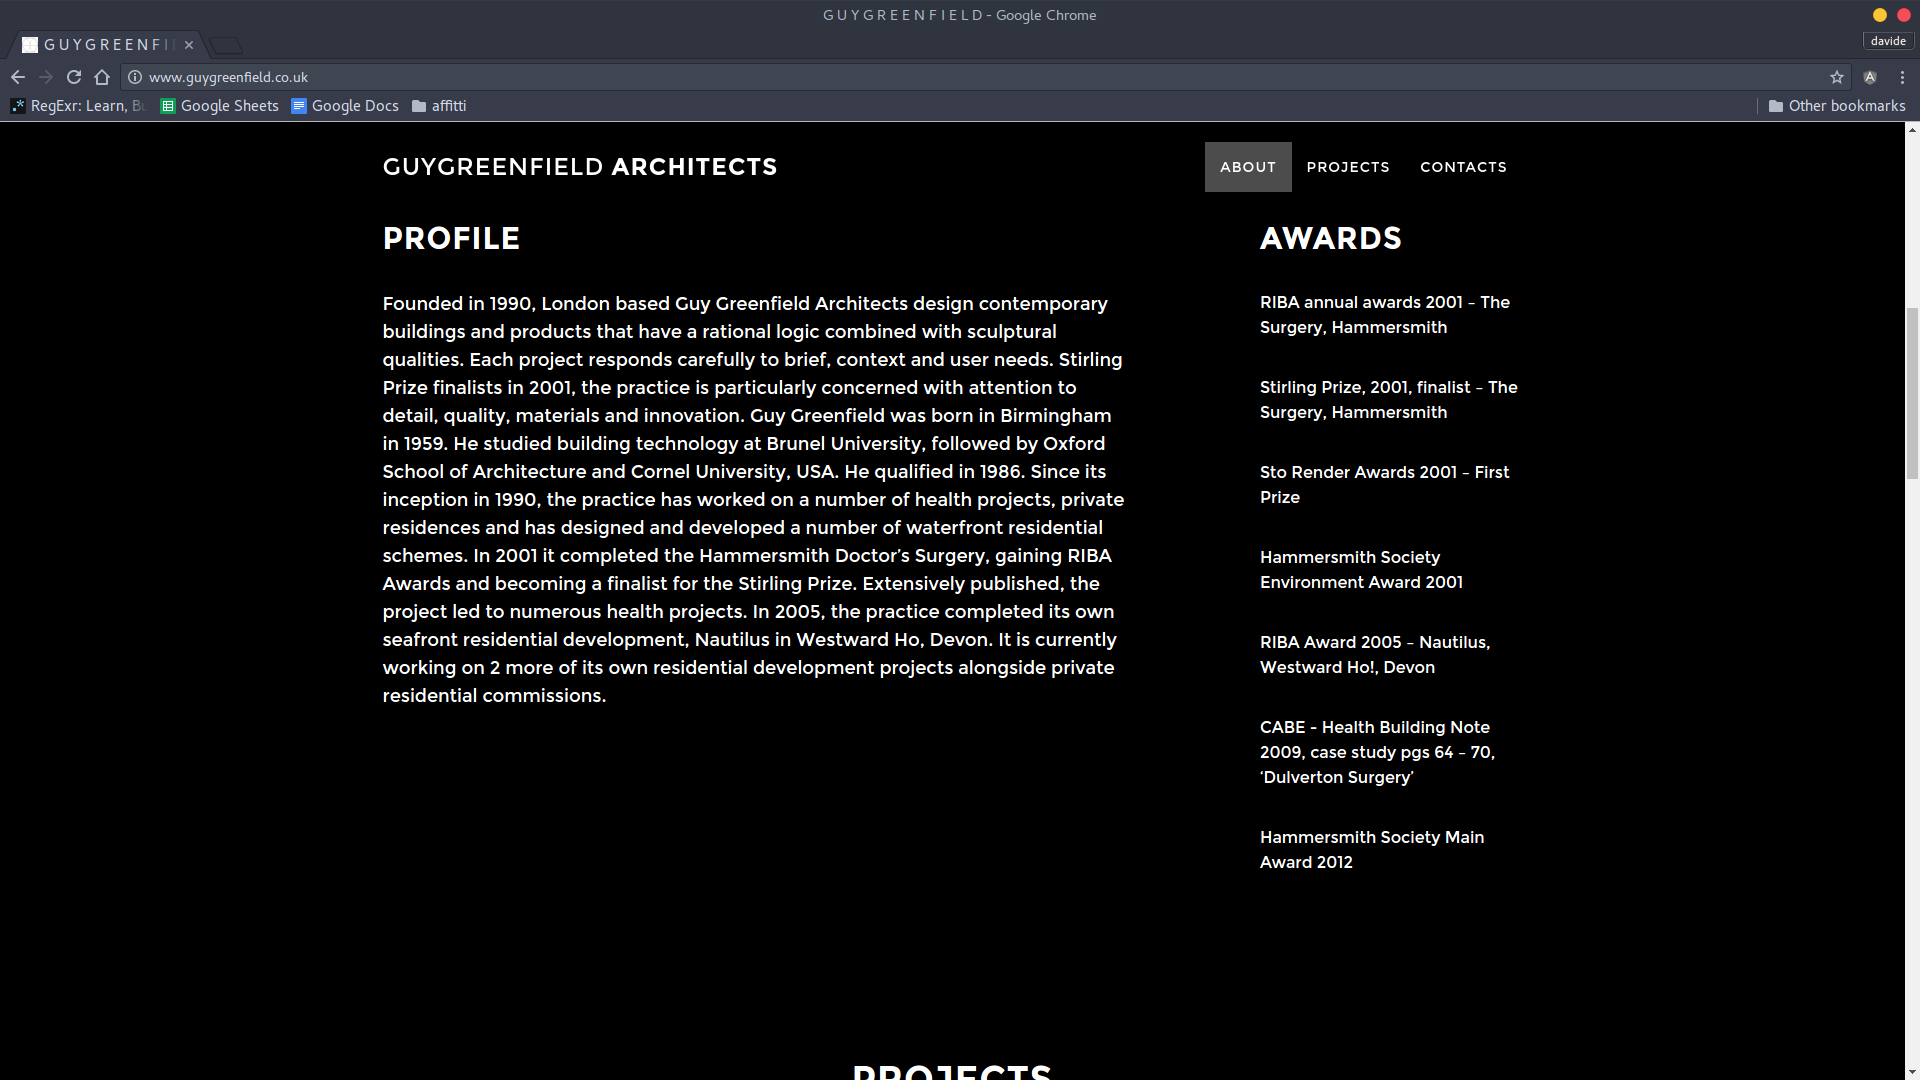 G U Y G R E E N F I E L D - Google Chrome
G U Y G R E E N F I
davide
www.guygreenfield.co.uk
RegExr: Learn, Bu
Google Sheets
Google Docs
affitti
Other bookmarks
GUYGREENFIELD ARCHITECTS
ABOUT
PROJECTS
CONTACTS
PROFILE
Founded in 1990, London based Guy Greenfield Architects design contemporary
buildings and products that have a rational logic combined with sculptural
qualities. Each project responds carefully to brief, context and user needs. Stirling
Prize finalists in 2001, the practice is particularly concerned with attention to
detail, quality, materials and innovation. Guy Greenfield was born in Birmingham
in 1959. He studied building technology at Brunel University, followed by Oxford
School of Architecture and Cornel University, USA. He qualified in 1986. Since its
inception in 1990, the practice has worked on a number of health projects, private
residences and has designed and developed a number of waterfront residential
schemes. In 2001 it completed the Hammersmith Doctor’s Surgery, gaining RIBA
Awards and becoming a finalist for the Stirling Prize. Extensively published, the
project led to numerous health projects. In 2005, the practice completed its own
seafront residential development, Nautilus in Westward Ho, Devon. It is currently
working on 2 more of its own residential development projects alongside private
residential commissions.
AWARDS
RIBA annual awards 2001 – The
Surgery, Hammersmith
Stirling Prize, 2001, finalist – The
Surgery, Hammersmith
Sto Render Awards 2001 – First
Prize
Hammersmith Society
Environment Award 2001
RIBA Award 2005 – Nautilus,
Westward Ho!, Devon
CABE - Health Building Note
2009, case study pgs 64 – 70,
‘Dulverton Surgery’
Hammersmith Society Main
Award 2012
PROJECTS